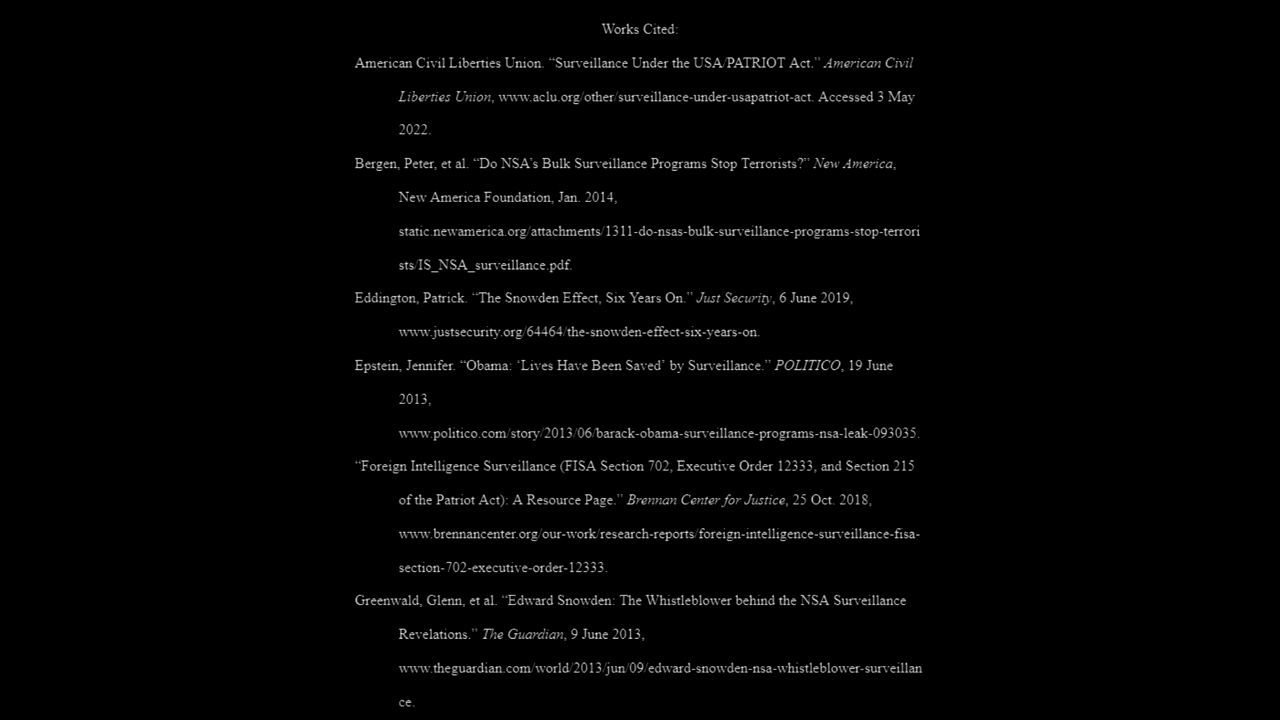 Works Cited:
American Civil Liberties Union. “Surveillance Under the USA/PATRIOT Act.” American Civil
Liberties Union, www.aclu.org/other/surveillance-under-usapatriot-act. Accessed 3 May
2022.
Bergen, Peter, et al. “Do NSA’s Bulk Surveillance Programs Stop Terrorists?” New America,
New America Foundation, Jan. 2014,
static.newamerica.org/attachments/1311-do-nsas-bulk-surveillance-programs-stop-terrori
sts/IS_NSA_surveillance.pdf.
Eddington, Patrick. “The Snowden Effect, Six Years On.” Just Security, 6 June 2019,
www.justsecurity.org/64464/the-snowden-effect-six-years-on.
Epstein, Jennifer. “Obama: ‘Lives Have Been Saved’ by Surveillance.” POLITICO, 19 June
2013,
www.politico.com/story/2013/06/barack-obama-surveillance-programs-nsa-leak-093035.
“Foreign Intelligence Surveillance (FISA Section 702, Executive Order 12333, and Section 215
of the Patriot Act): A Resource Page.” Brennan Center for Justice, 25 Oct. 2018,
www.brennancenter.org/our-work/research-reports/foreign-intelligence-surveillance-fisa-
section-702-executive-order-12333.
Greenwald, Glenn, et al. “Edward Snowden: The Whistleblower behind the NSA Surveillance
Revelations.” The Guardian, 9 June 2013,
www.theguardian.com/world/2013/jun/09/edward-snowden-nsa-whistleblower-surveillan
ce.